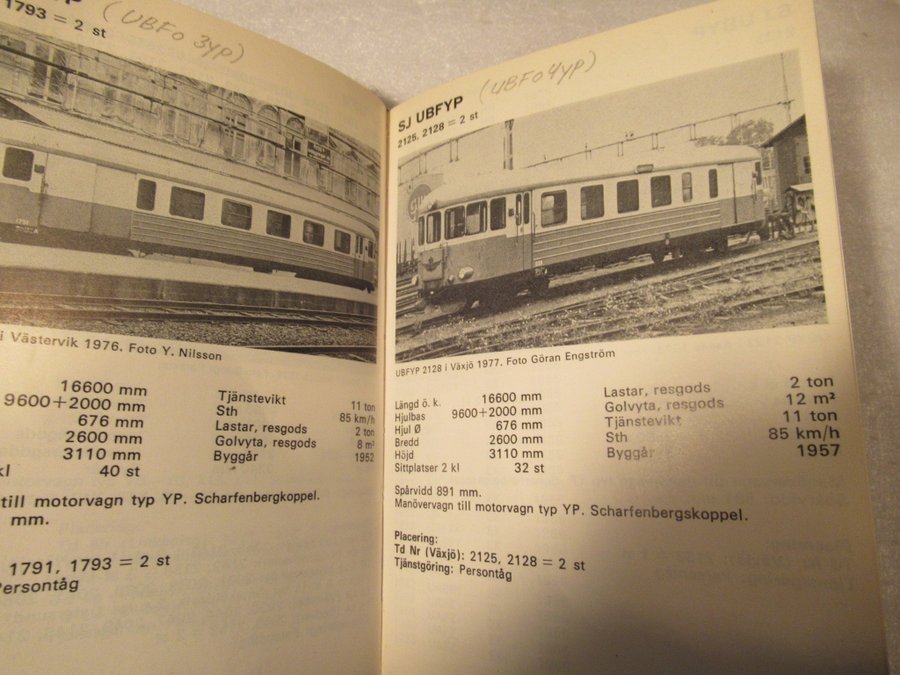 YP (UBFo 3yp)
1793 = 2 st
i Västervik 1976. Foto Y. Nilsson
16600 mm
9600+2000 mm
676 mm
2600 mm
3110 mm
kl 40 st
Tjänstevikt 11 ton
Sth 85 km/h
Lastar, resgods 2 ton
Golvyta, resgods 8 m²
Byggår 1952
till motorvagn typ YP. Scharfenbergkoppel.
mm.
1791, 1793 = 2 st
Persontåg
SJ UBFYP (UBFo4yp)
2125, 2128 = 2 st
UBFYP 2128 i Växjö 1977. Foto Göran Engström
Längd ö. k. 16600 mm
Hjulbas 9600+2000 mm
Hjul Ø 676 mm
Bredd 2600 mm
Höjd 3110 mm
Sittplatser 2 kl 32 st
Lastar, resgods 2 ton
Golvyta, resgods 12 m²
Tjänstevikt 11 ton
Sth 85 km/h
Byggår 1957
Spårvidd 891 mm.
Manövervagn till motorvagn typ YP. Scharfenbergskoppel.
Placering:
Td Nr (Växjö): 2125, 2128 = 2 st
Tjänstgöring: Persontåg